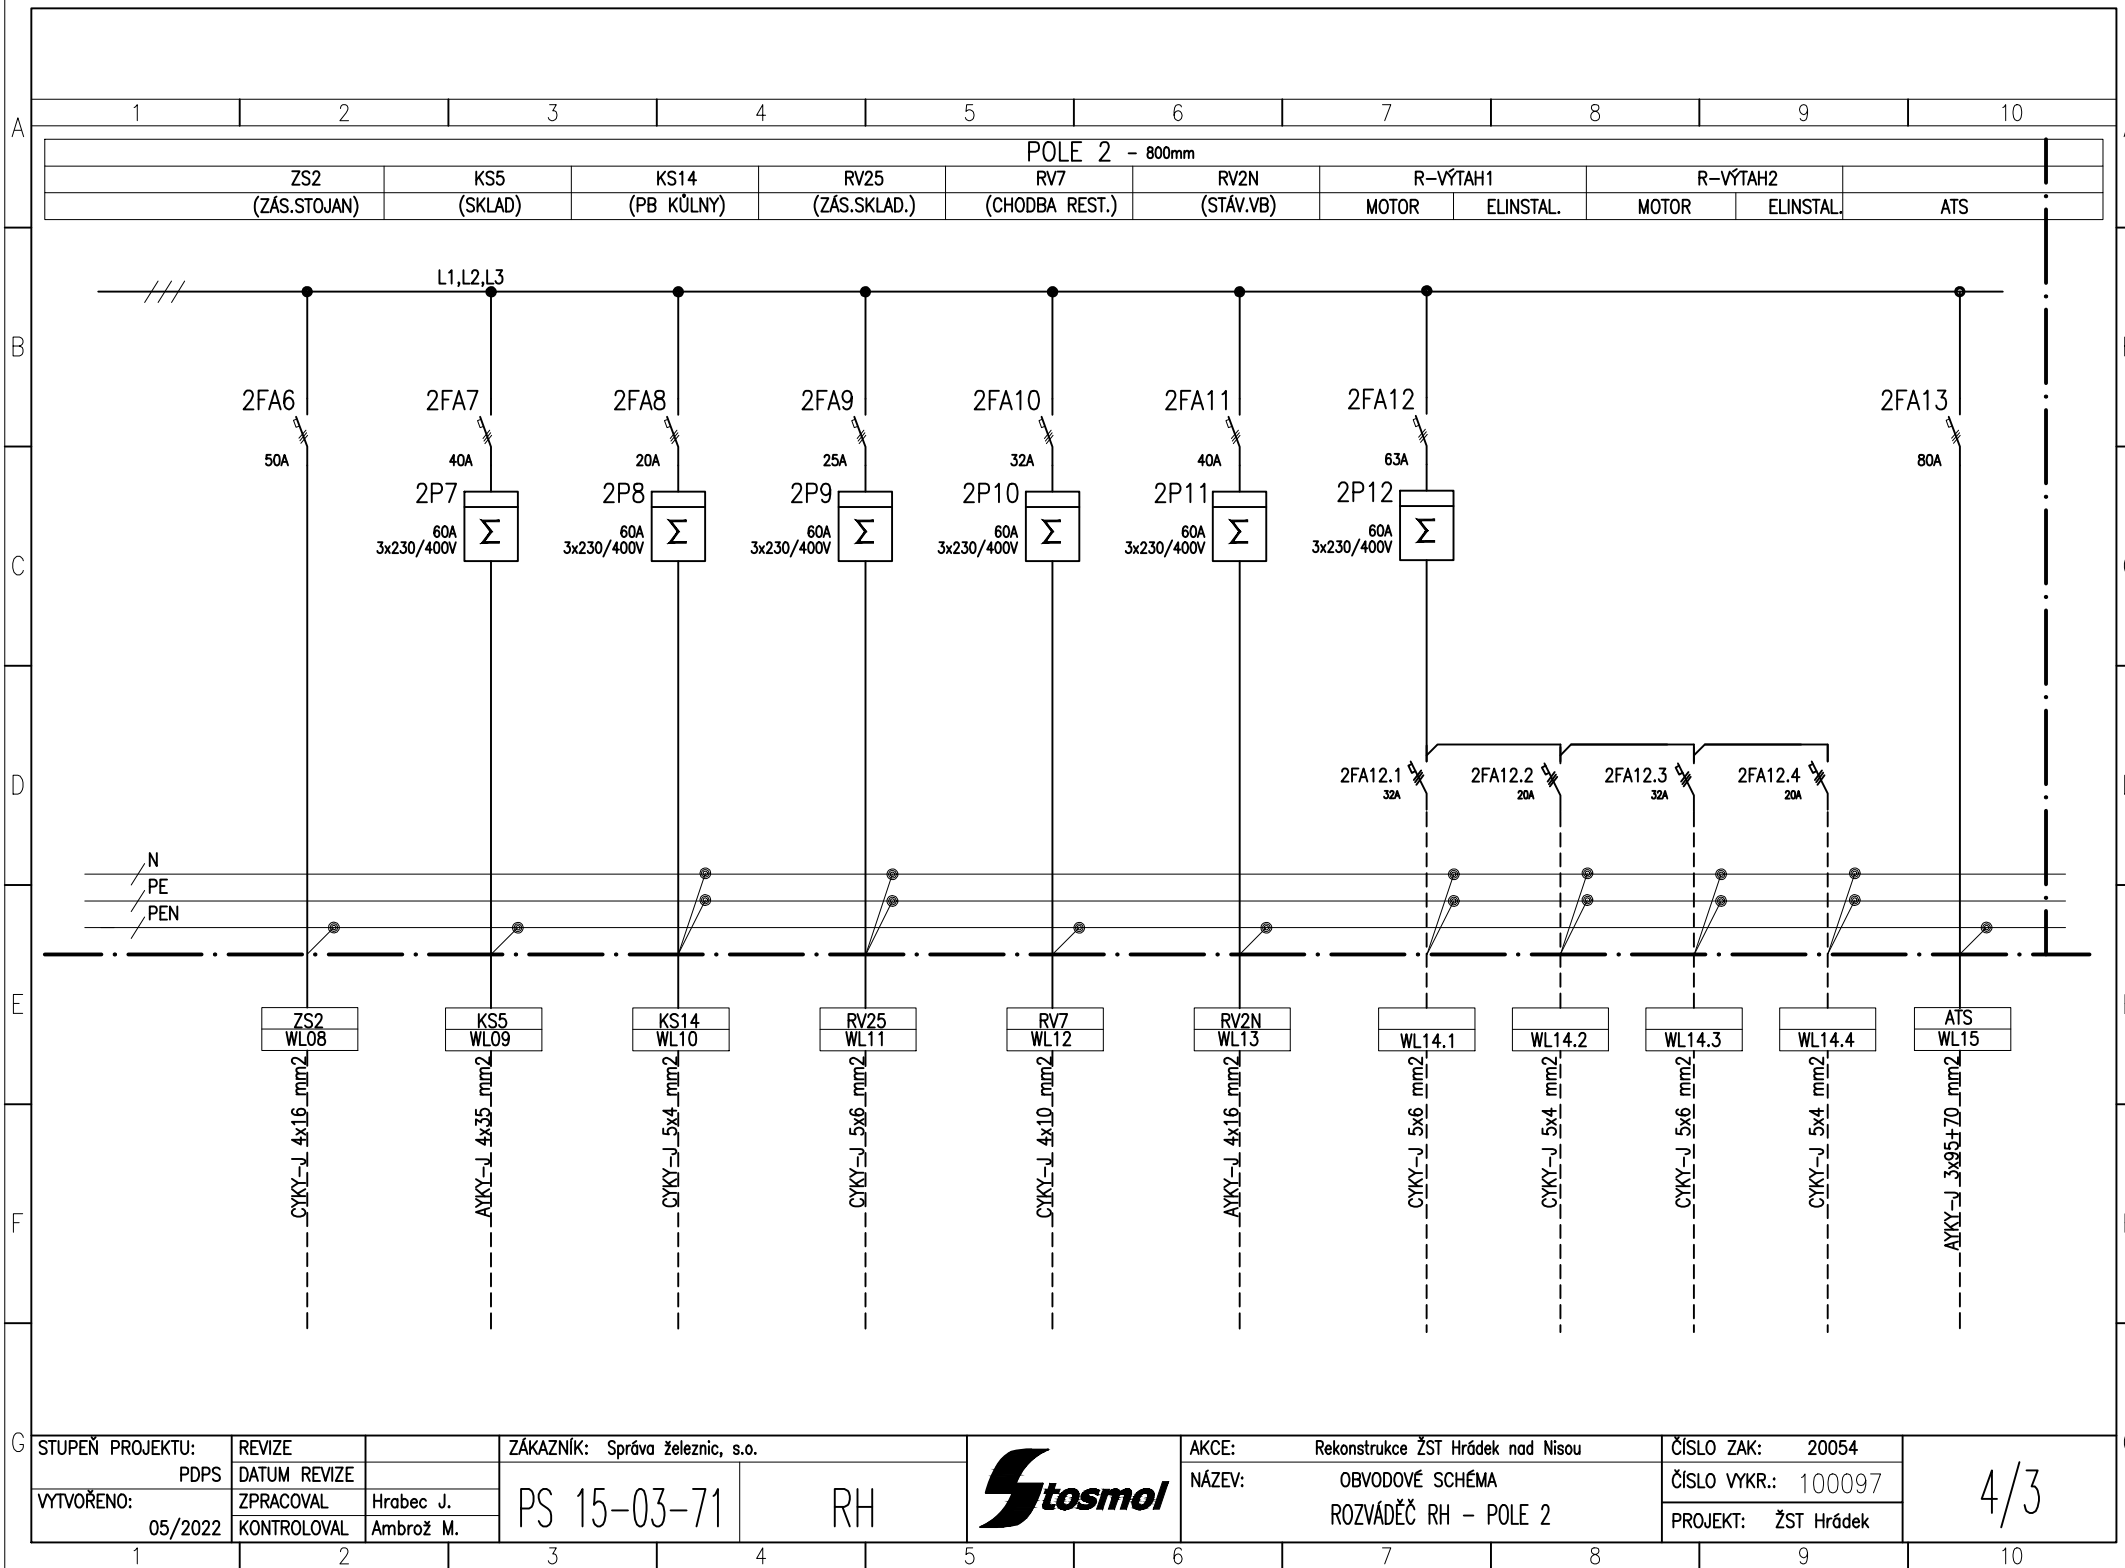 1 2 3 4 5 6 7 8 9 10
A
POLE 2 - 800mm
ZS2 KS5 KS14 RV25 RV7 RV2N R-VÝTAH1 R-VÝTAH2
(ZÁS.STOJAN) (SKLAD) (PB KŮLNY) (ZÁS.SKLAD.) (CHODBA REST.) (STÁV.VB) MOTOR ELINSTAL. MOTOR ELINSTAL. ATS
L1,L2,L3
B
2FA6 2FA7 2FA8 2FA9 2FA10 2FA11 2FA12 2FA13
50A 40A 20A 25A 32A 40A 63A 80A
2P7 2P8 2P9 2P10 2P11 2P12
60A 60A 60A 60A 60A 60A
Σ Σ Σ Σ Σ Σ
3x230/400V 3x230/400V 3x230/400V 3x230/400V 3x230/400V 3x230/400V
C
D
2FA12.1 2FA12.2 2FA12.3 2FA12.4
32A 20A 32A 20A
N
PE
PEN
E
ZS2 KS5 KS14 RV25 RV7 RV2N ATS
WL08 WL09 WL10 WL11 WL12 WL13 WL14.1 WL14.2 WL14.3 WL14.4 WL15
CYKY-J 4x16 mm2
AYKY-J 4x35 mm2
CYKY-J 5x4 mm2
CYKY-J 5x6 mm2
CYKY-J 4x10 mm2
AYKY-J 4x16 mm2
CYKY-J 5x6 mm2
CYKY-J 5x4 mm2
CYKY-J 5x6 mm2
CYKY-J 5x4 mm2
AYKY-J 3x95+70 mm2
F
G
STUPEŇ PROJEKTU:
PDPS
VYTVOŘENO:
05/2022
REVIZE
DATUM REVIZE
ZPRACOVAL Hrabec J.
KONTROLOVAL Ambrož M.
ZÁKAZNÍK: Správa železnic, s.o.
PS 15-03-71 RH
Stosmol
AKCE: Rekonstrukce ŽST Hrádek nad Nisou
NÁZEV: OBVODOVÉ SCHÉMA
ROZVÁDĚČ RH - POLE 2
ČÍSLO ZAK: 20054
ČÍSLO VYKR.: 100097
PROJEKT: ŽST Hrádek
4/3
1 2 3 4 5 6 7 8 9 10